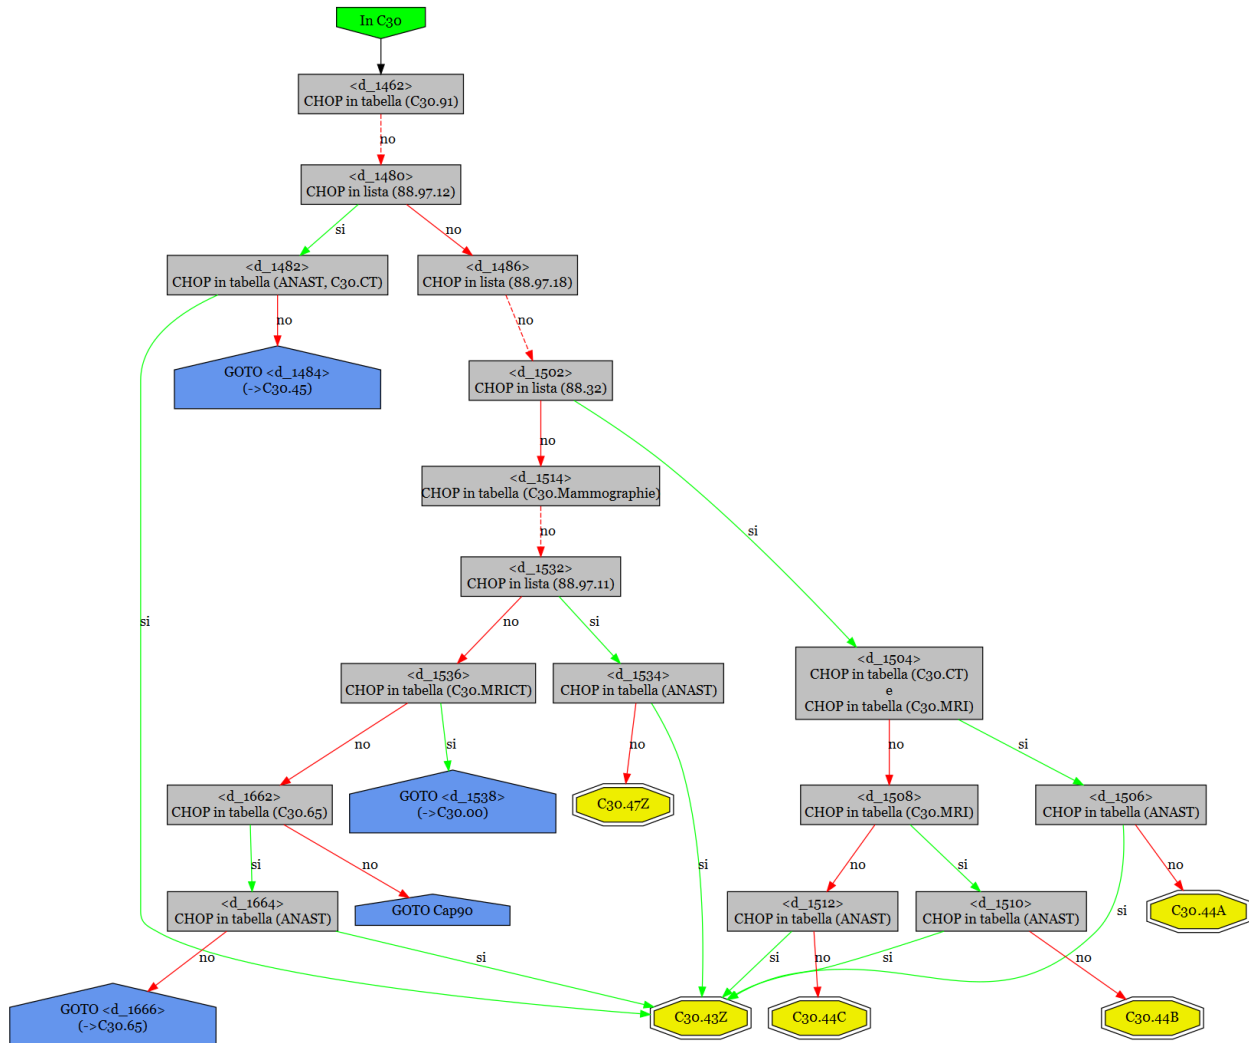 In C30
<d_1462>
CHOP in tabella (C30.91)
no
<d_1480>
CHOP in lista (88.97.12)
si
no
<d_1482>
CHOP in tabella (ANAST, C30.CT)
<d_1486>
CHOP in lista (88.97.18)
no
no
GOTO <d_1484>
(->C30.45)
<d_1502>
CHOP in lista (88.32)
no
<d_1514>
CHOP in tabella (C30.Mammographie)
no
si
<d_1532>
CHOP in lista (88.97.11)
si
no
si
<d_1536>
CHOP in tabella (C30.MRICT)
<d_1534>
CHOP in tabella (ANAST)
<d_1504>
CHOP in tabella (C30.CT)
e
CHOP in tabella (C30.MRI)
no
si
no
no
si
<d_1662>
CHOP in tabella (C30.65)
GOTO <d_1538>
(->C30.00)
C30.47Z
<d_1508>
CHOP in tabella (C30.MRI)
<d_1506>
CHOP in tabella (ANAST)
si
no
si
no
si
no
<d_1664>
CHOP in tabella (ANAST)
GOTO Cap90
<d_1512>
CHOP in tabella (ANAST)
<d_1510>
CHOP in tabella (ANAST)
C30.44A
si
no
si
si
no
si
no
GOTO <d_1666>
(->C30.65)
C30.43Z
C30.44C
C30.44B